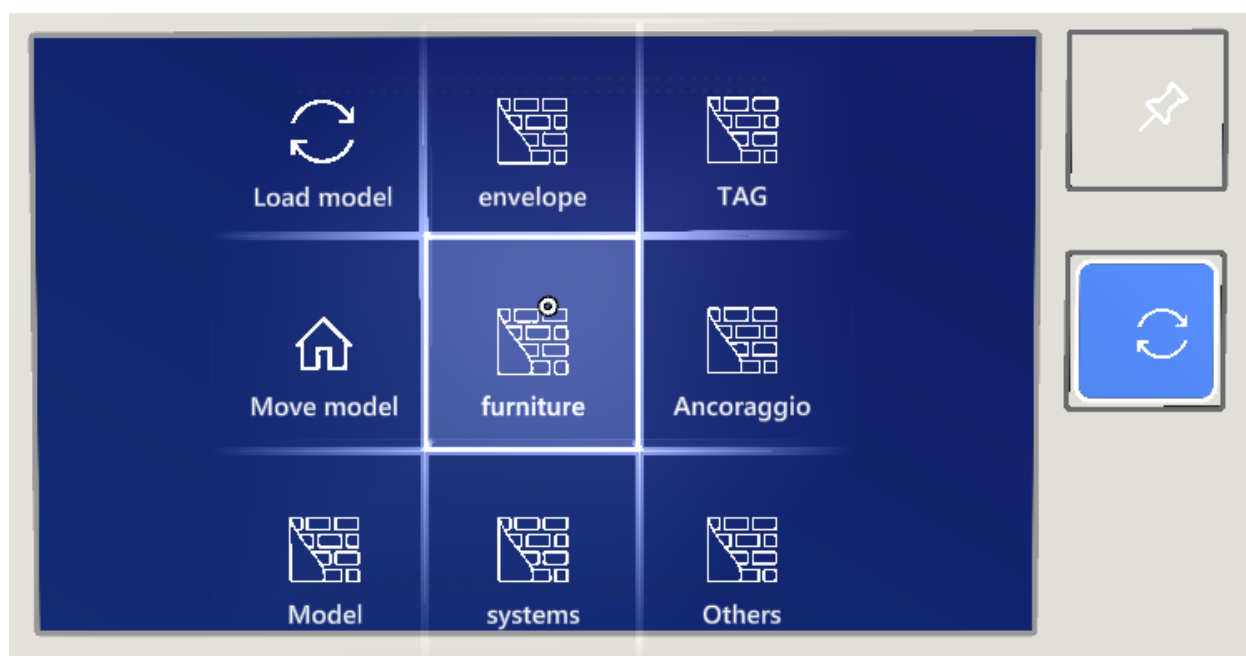 Load model
envelope
TAG
Move model
furniture
Ancoraggio
Model
systems
Others